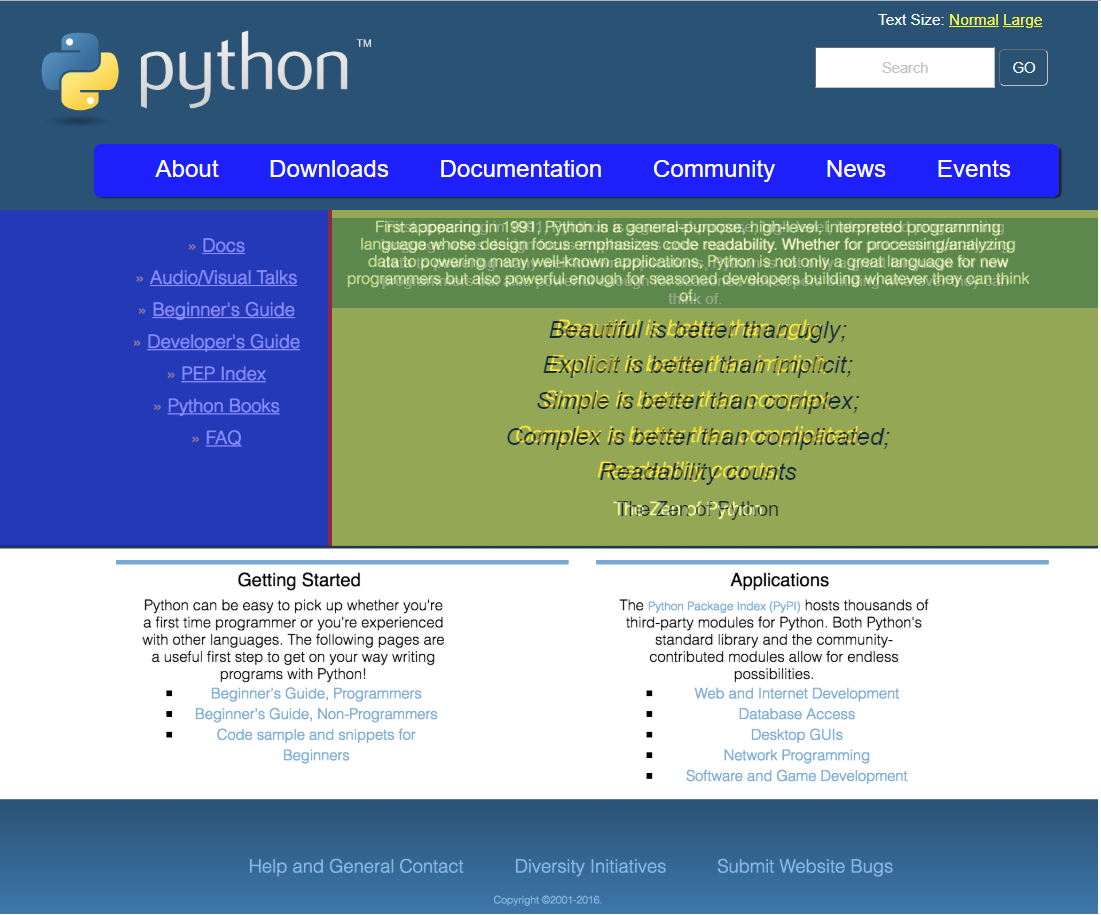 Text Size: Normal Large
python™
Search GO
About Downloads Documentation Community News Events
» Docs
» Audio/Visual Talks
» Beginner's Guide
» Developer's Guide
» PEP Index
» Python Books
» FAQ
First appearing in 1991, Python is a general-purpose, high-level, interpreted programming
language whose design focus emphasizes code readability. Whether for processing/analyzing
data to powering many well-known applications, Python is not only a great language for new
programmers but also powerful enough for seasoned developers building whatever they can think
of.
Beautiful is better than ugly;
Explicit is better than implicit;
Simple is better than complex;
Complex is better than complicated;
Readability counts
The Zen of Python
Getting Started
Python can be easy to pick up whether you're
a first time programmer or you're experienced
with other languages. The following pages are
a useful first step to get on your way writing
programs with Python!
Beginner's Guide, Programmers
Beginner's Guide, Non-Programmers
Code sample and snippets for
Beginners
Applications
The Python Package Index (PyPI) hosts thousands of
third-party modules for Python. Both Python's
standard library and the community-
contributed modules allow for endless
possibilities.
Web and Internet Development
Database Access
Desktop GUIs
Network Programming
Software and Game Development
Help and General Contact Diversity Initiatives Submit Website Bugs
Copyright ©2001-2016.